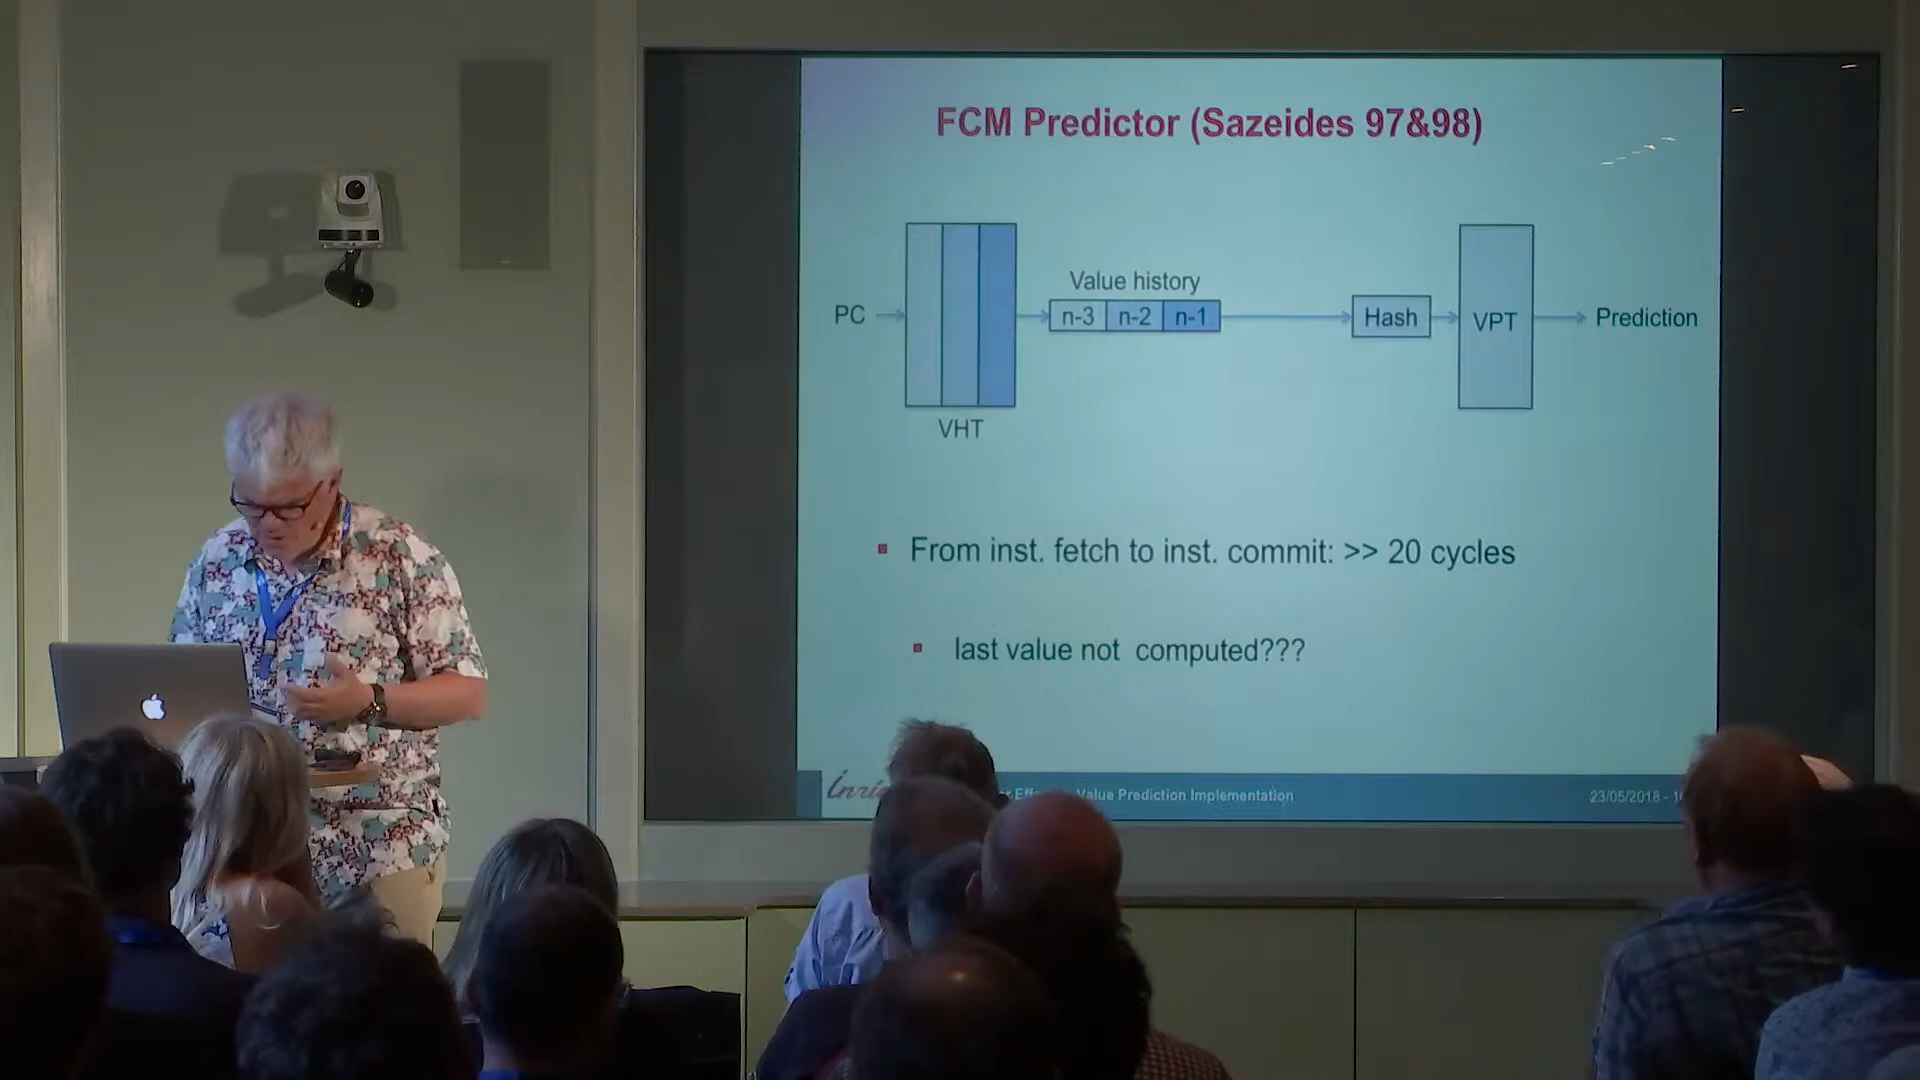 FCM Predictor (Sazeides 97&98)
Value history
PC
n-3 n-2 n-1
Hash
VPT
Prediction
VHT
From inst. fetch to inst. commit: >> 20 cycles
last value not computed???
Value Prediction Implementation
23/05/2018